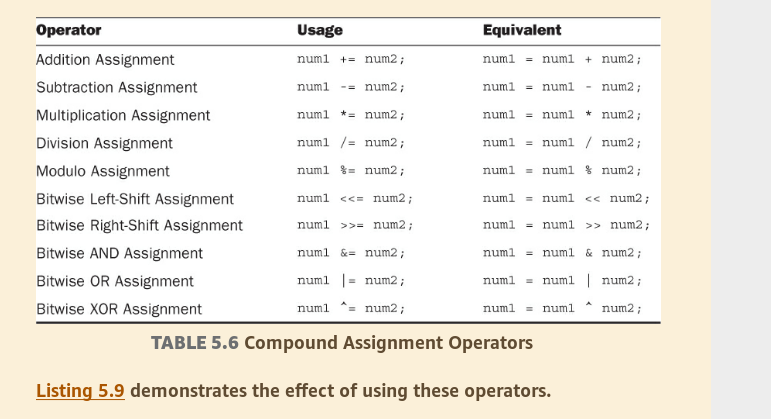 Operator Usage Equivalent
Addition Assignment num1 += num2; num1 = num1 + num2;
Subtraction Assignment num1 -= num2; num1 = num1 - num2;
Multiplication Assignment num1 *= num2; num1 = num1 * num2;
Division Assignment num1 /= num2; num1 = num1 / num2;
Modulo Assignment num1 %= num2; num1 = num1 % num2;
Bitwise Left-Shift Assignment num1 <<= num2; num1 = num1 << num2;
Bitwise Right-Shift Assignment num1 >>= num2; num1 = num1 >> num2;
Bitwise AND Assignment num1 &= num2; num1 = num1 & num2;
Bitwise OR Assignment num1 |= num2; num1 = num1 | num2;
Bitwise XOR Assignment num1 ^= num2; num1 = num1 ^ num2;
TABLE 5.6 Compound Assignment Operators
Listing 5.9 demonstrates the effect of using these operators.